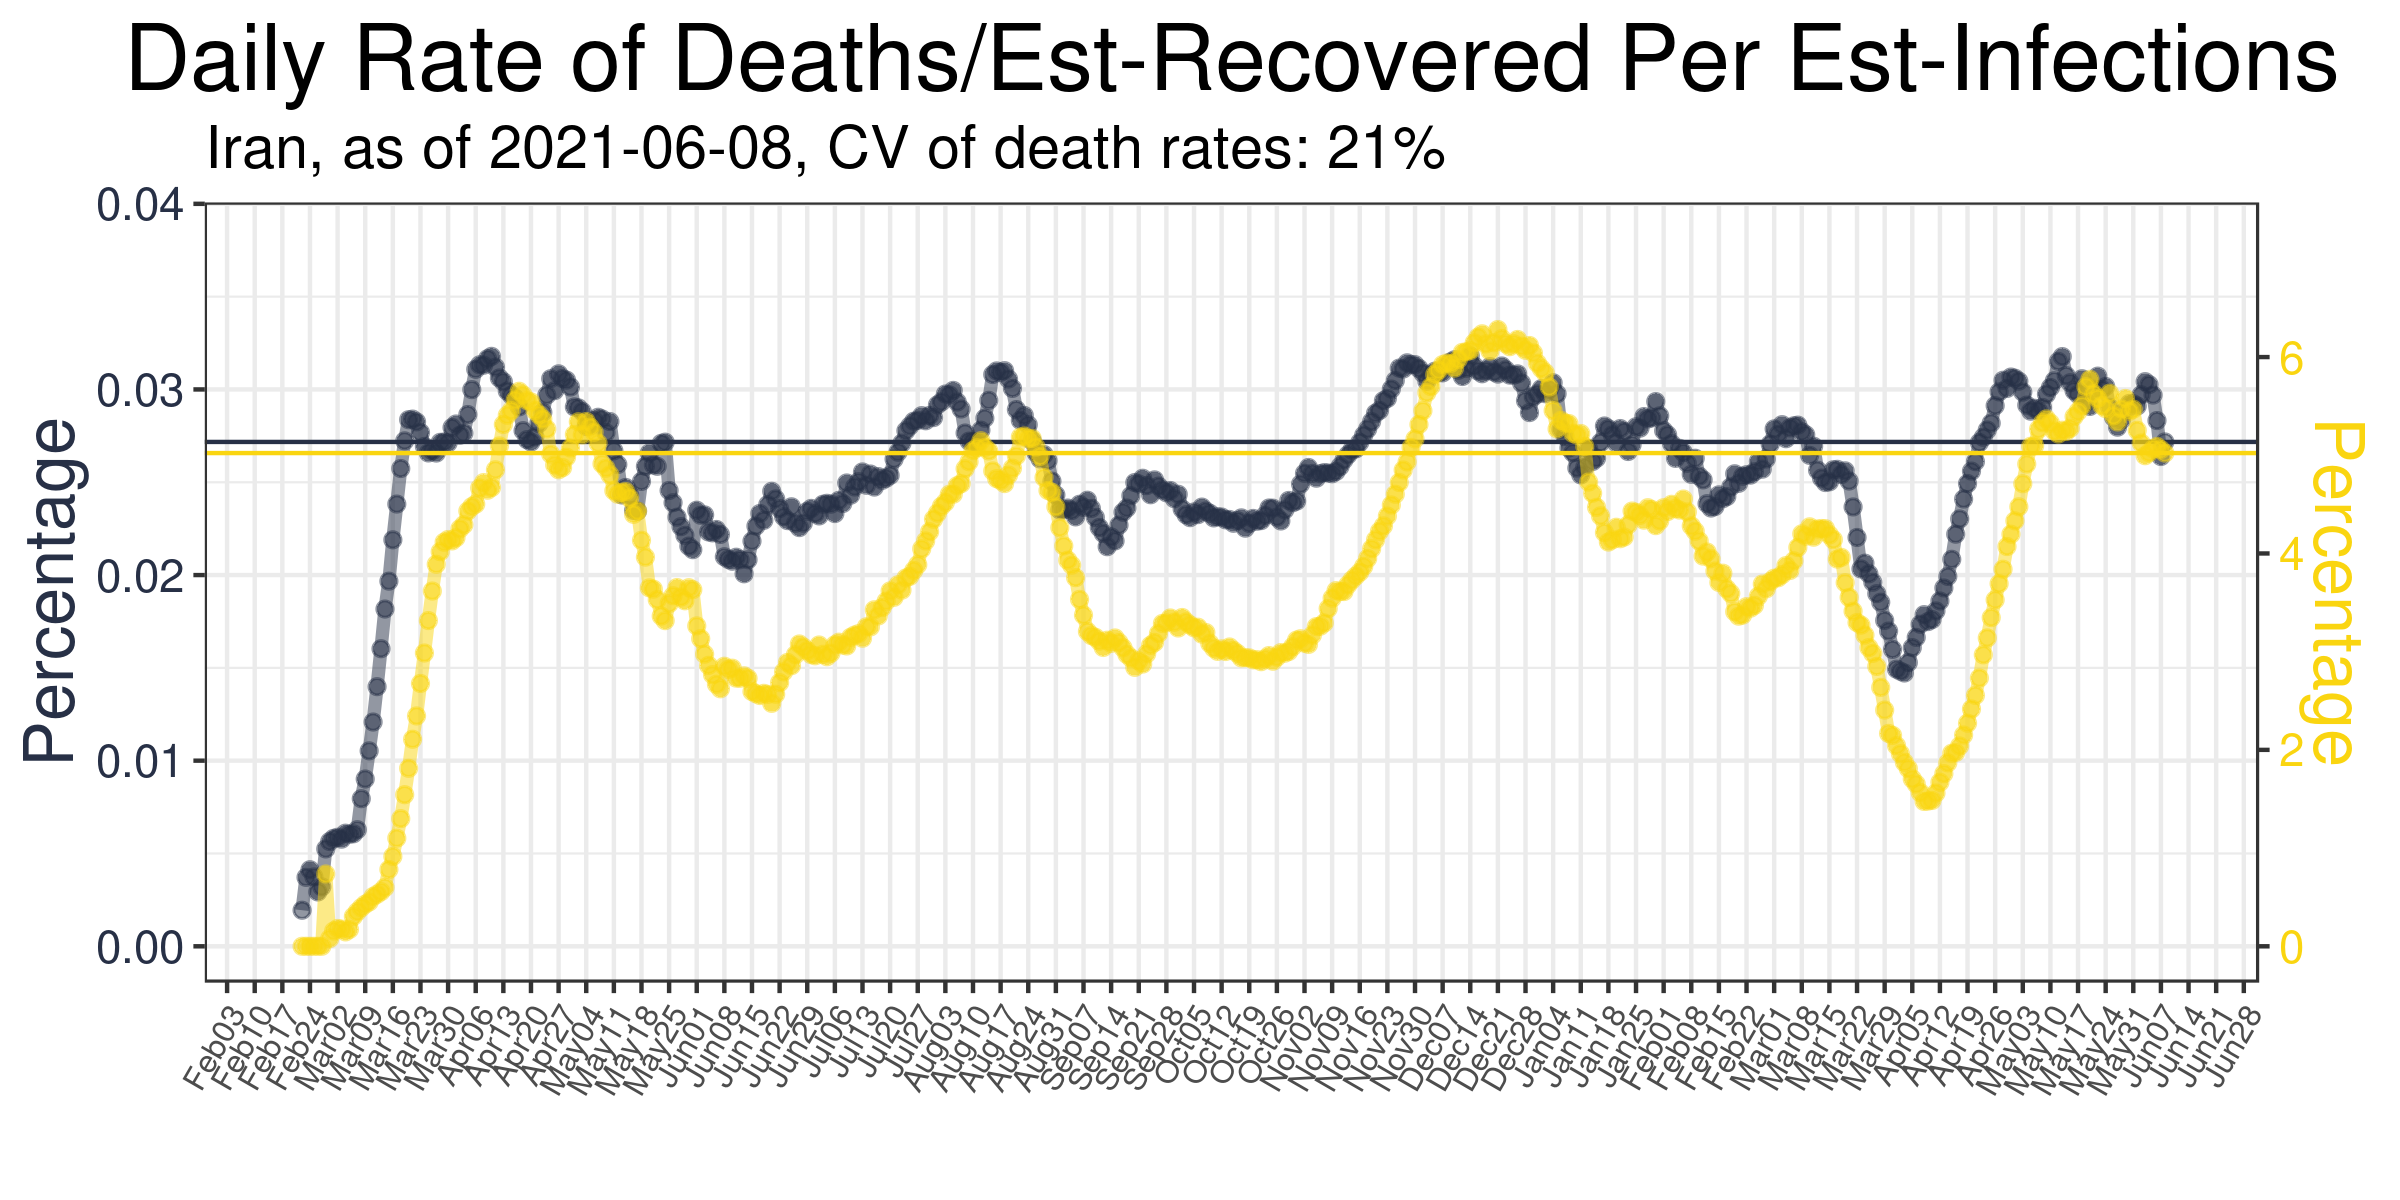 Daily Rate of Deaths/Est-Recovered Per Est-Infections
Iran, as of 2021-06-08, CV of death rates: 21%
Percentage
0.04
0.03
0.02
0.01
0.00
6
4
2
0
Percentage
Feb03
Feb10
Feb17
Feb24
Mar02
Mar09
Mar16
Mar23
Mar30
Apr06
Apr13
Apr20
Apr27
May04
May11
May18
May25
Jun01
Jun08
Jun15
Jun22
Jun29
Jul06
Jul13
Jul20
Jul27
Aug03
Aug10
Aug17
Aug24
Aug31
Sep07
Sep14
Sep21
Sep28
Oct05
Oct12
Oct19
Oct26
Nov02
Nov09
Nov16
Nov23
Nov30
Dec07
Dec14
Dec21
Dec28
Jan04
Jan11
Jan18
Jan25
Feb01
Feb08
Feb15
Feb22
Mar01
Mar08
Mar15
Mar22
Mar29
Apr05
Apr12
Apr19
Apr26
May03
May10
May17
May24
May31
Jun07
Jun14
Jun21
Jun28